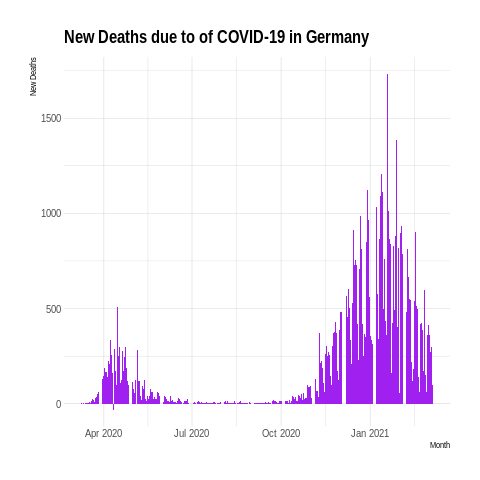 New Deaths due to of COVID-19 in Germany
New Deaths
1500
1000
500
0
Apr 2020 Jul 2020 Oct 2020 Jan 2021
Month